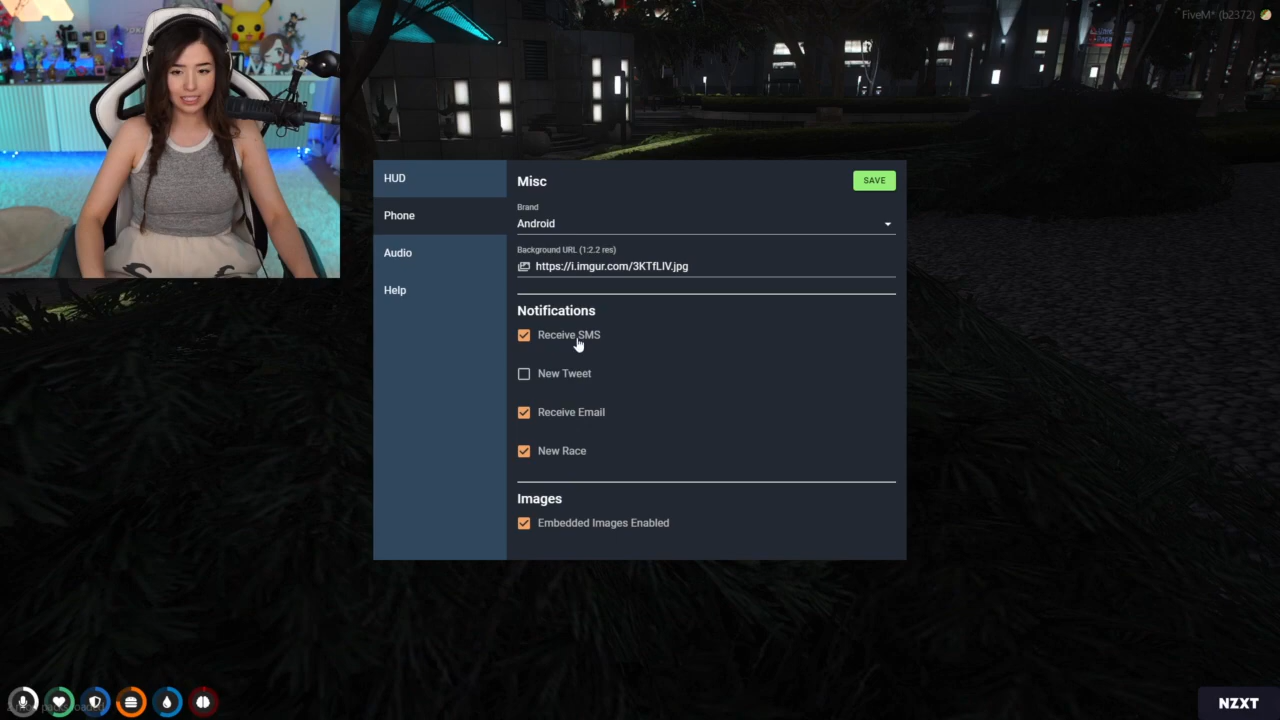 FiveM* (b2372)
HUD
Phone
Audio
Help
Misc
SAVE
Brand
Android
Background URL (1:2.2 res)
https://i.imgur.com/3KTfLIV.jpg
Notifications
Receive SMS
New Tweet
Receive Email
New Race
Images
Embedded Images Enabled
NZXT